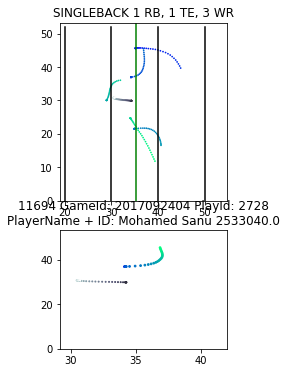 SINGLEBACK 1 RB, 1 TE, 3 WR
50
40
30
20
10
0
20 30 40 50
11694 GameId: 2017092404 PlayId: 2728
PlayerName + ID: Mohamed Sanu 2533040.0
40
20
0
30 35 40